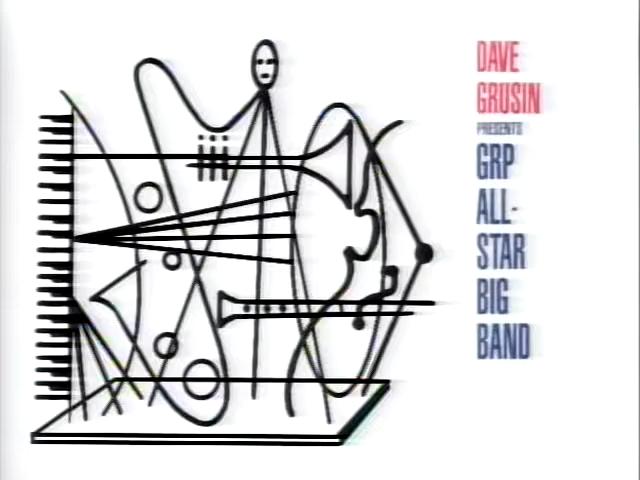 DAVE
GRUSIN
PRESENTS
GRP
ALL-
STAR
BIG
BAND